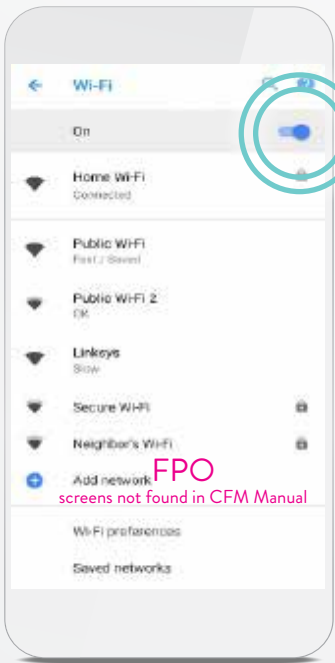 Wi-Fi
On
Home Wi-Fi
Connected
Public Wi-Fi
Fast / Saved
Public Wi-Fi 2
OK
Linksys
Slow
Secure Wi-Fi
Neighbor's Wi-Fi
Add network
FPO
screens not found in CFM Manual
Wi-Fi preferences
Saved networks